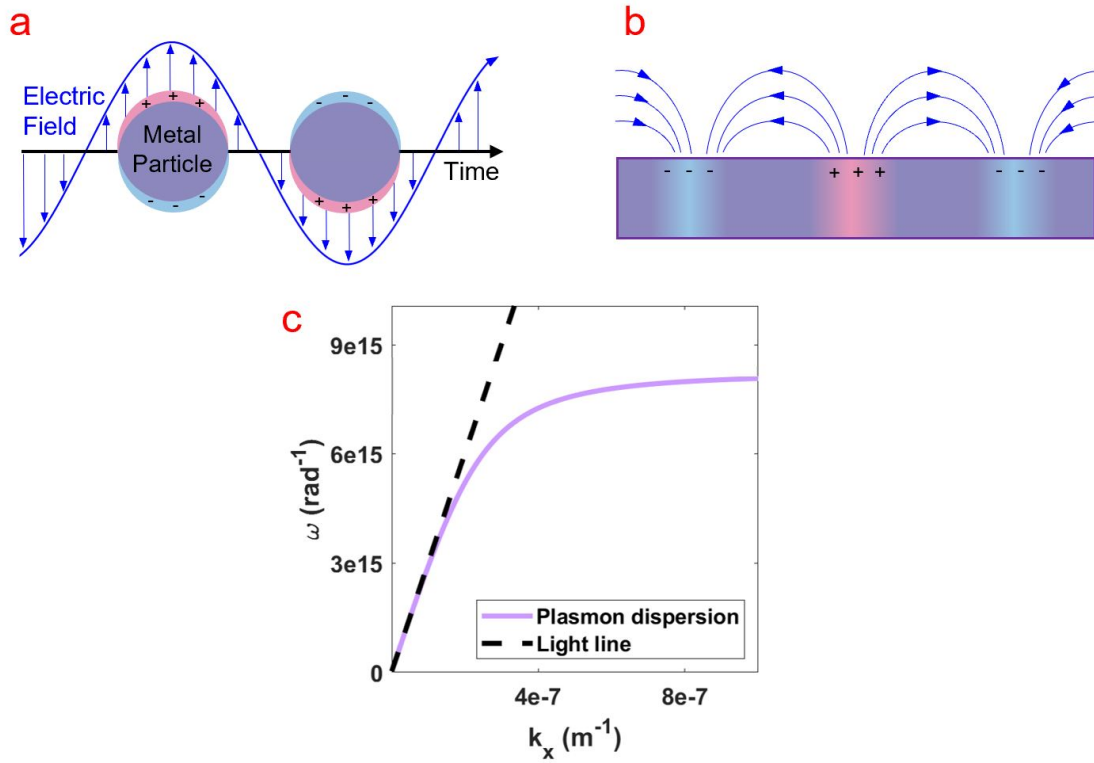 a
Electric
Field
+ + +
Metal
Particle
- - -
- - -
+ + +
Time
b
- - -
+ + +
- - -
c
9e15
6e15
3e15
0
ω (rad⁻¹)
Plasmon dispersion
Light line
4e-7
8e-7
kₓ (m⁻¹)